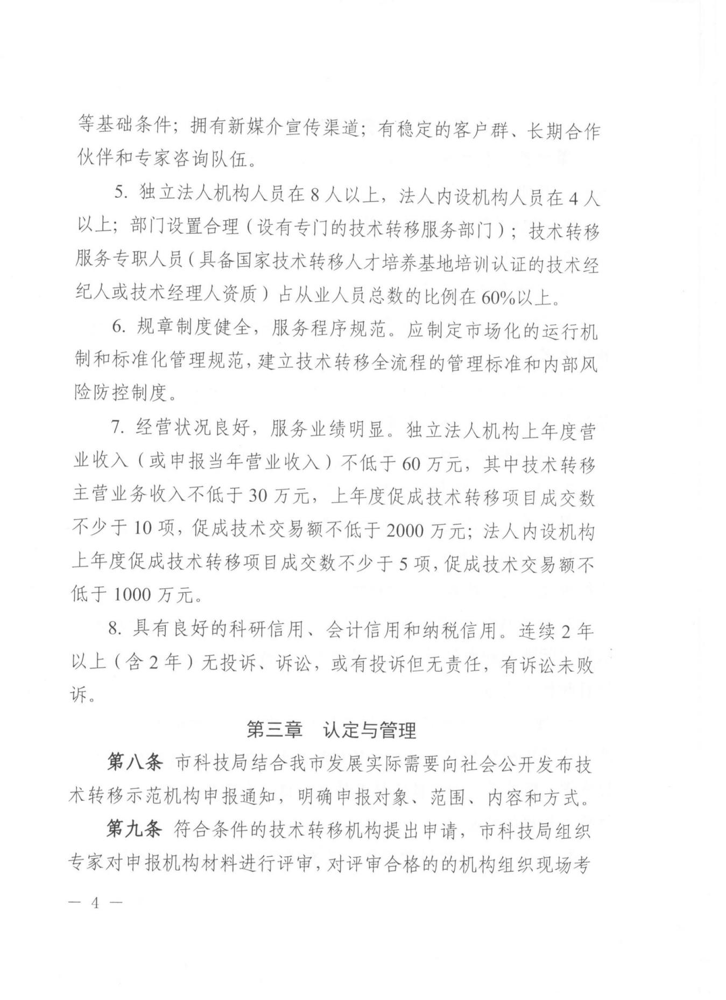 等基础条件；拥有新媒介宣传渠道；有稳定的客户群、长期合作
伙伴和专家咨询队伍。
5. 独立法人机构人员在 8 人以上，法人内设机构人员在 4 人
以上；部门设置合理（设有专门的技术转移服务部门）；技术转移
服务专职人员（具备国家技术转移人才培养基地培训认证的技术经
纪人或技术经理人资质）占从业人员总数的比例在 60%以上。
6. 规章制度健全，服务程序规范。应制定市场化的运行机
制和标准化管理规范，建立技术转移全流程的管理标准和内部风
险防控制度。
7. 经营状况良好，服务业绩明显。独立法人机构上年度营
业收入（或申报当年营业收入）不低于 60 万元，其中技术转移
主营业务收入不低于 30 万元，上年度促成技术转移项目成交数
不少于 10 项，促成技术交易额不低于 2000 万元；法人内设机构
上年度促成技术转移项目成交数不少于 5 项，促成技术交易额不
低于 1000 万元。
8. 具有良好的科研信用、会计信用和纳税信用。连续 2 年
以上（含 2 年）无投诉、诉讼，或有投诉但无责任，有诉讼未败
诉。
第三章 认定与管理
第八条 市科技局结合我市发展实际需要向社会公开发布技
术转移示范机构申报通知，明确申报对象、范围、内容和方式。
第九条 符合条件的技术转移机构提出申请，市科技局组织
专家对申报机构材料进行评审，对评审合格的的机构组织现场考
— 4 —